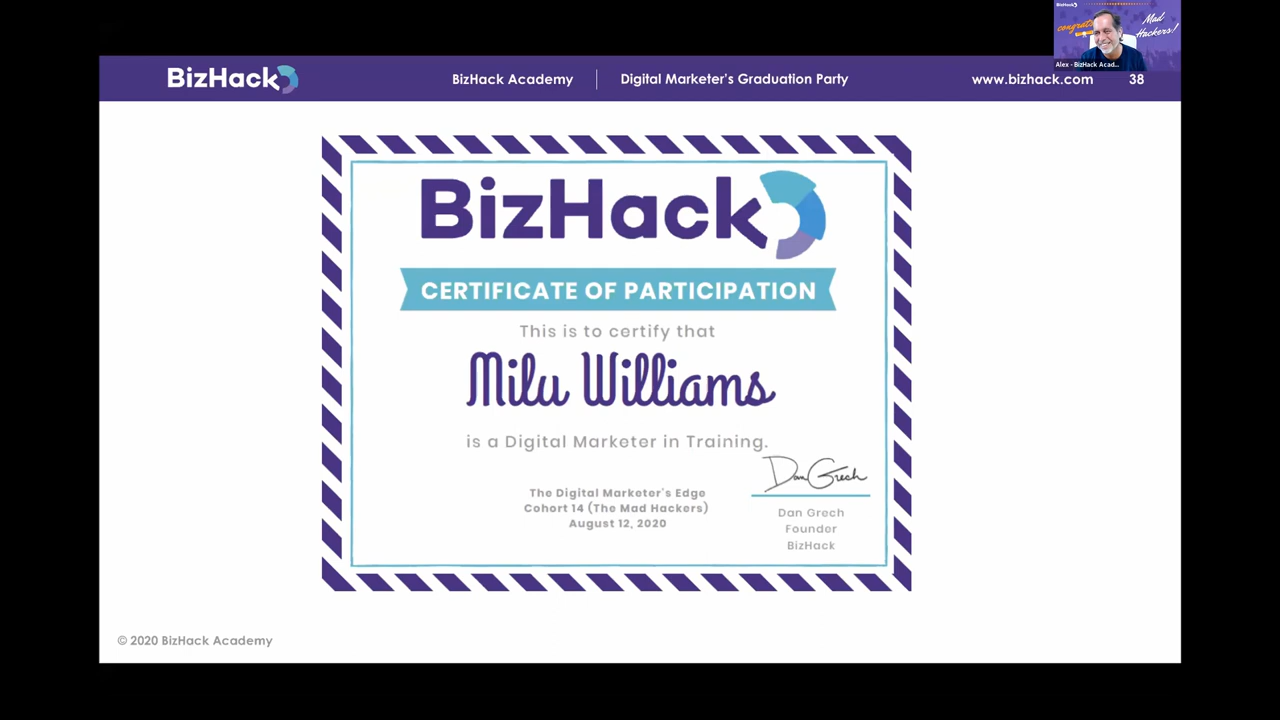 BizHack
congrats
Mad
Hackers!
Alex - BizHack Acad...
BizHack
BizHack Academy
Digital Marketer's Graduation Party
www.bizhack.com
38
BizHack
CERTIFICATE OF PARTICIPATION
This is to certify that
Milu Williams
is a Digital Marketer in Training.
Dan Grech
The Digital Marketer's Edge
Cohort 14 (The Mad Hackers)
August 12, 2020
Dan Grech
Founder
BizHack
© 2020 BizHack Academy